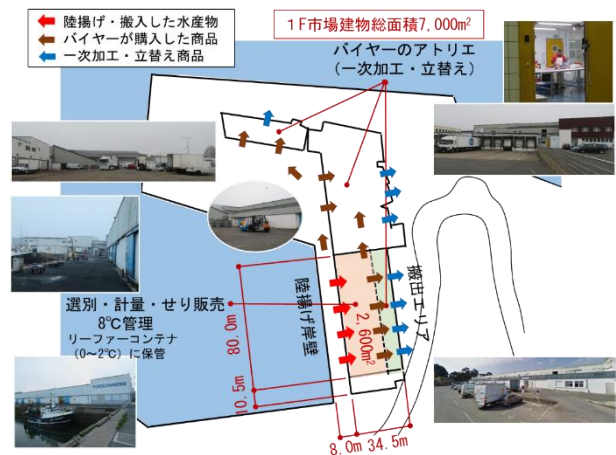 陸揚げ・搬入した水産物
バイヤーが購入した商品
一次加工・立替え商品
1F市場建物総面積7,000m²
バイヤーのアトリエ
(一次加工・立替え)
陸揚げ岸壁
搬出エリア
選別・計量・せり販売
8℃管理
リーファーコンテナ
(0~2℃)に保管
2,600m²
80.0m
10.5m
8.0m
34.5m